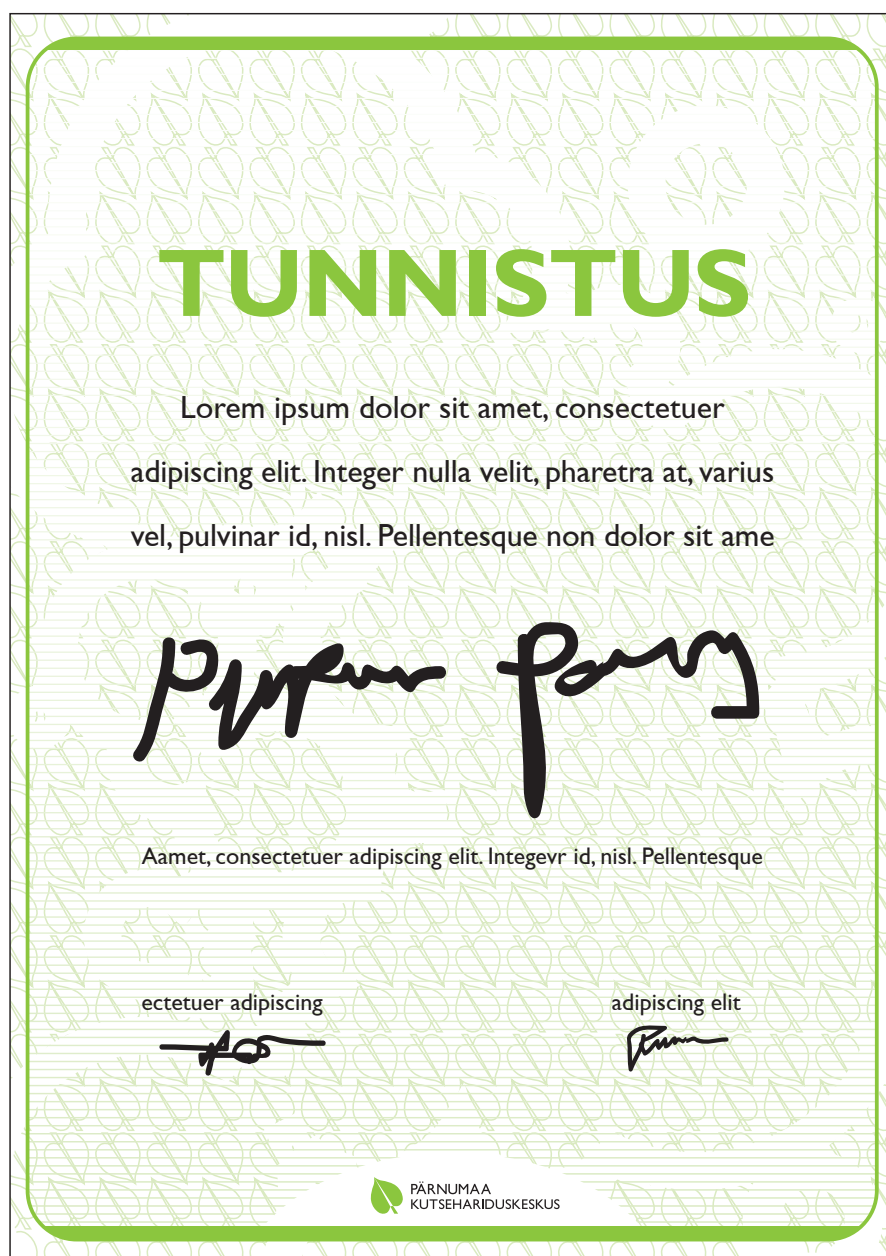 TUNNISTUS
Lorem ipsum dolor sit amet, consectetuer
adipiscing elit. Integer nulla velit, pharetra at, varius
vel, pulvinar id, nisl. Pellentesque non dolor sit ame
Aamet, consectetuer adipiscing elit. Integevr id, nisl. Pellentesque
ectetuer adipiscing
adipiscing elit
PÄRNUMAA
KUTSEHARIDUSKESKUS